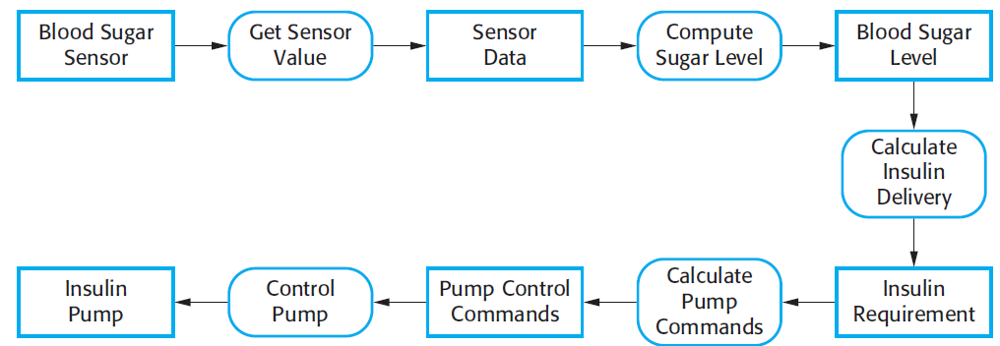 Blood Sugar
Sensor
Get Sensor
Value
Sensor
Data
Compute
Sugar Level
Blood Sugar
Level
Calculate
Insulin
Delivery
Insulin
Requirement
Calculate
Pump
Commands
Pump Control
Commands
Control
Pump
Insulin
Pump